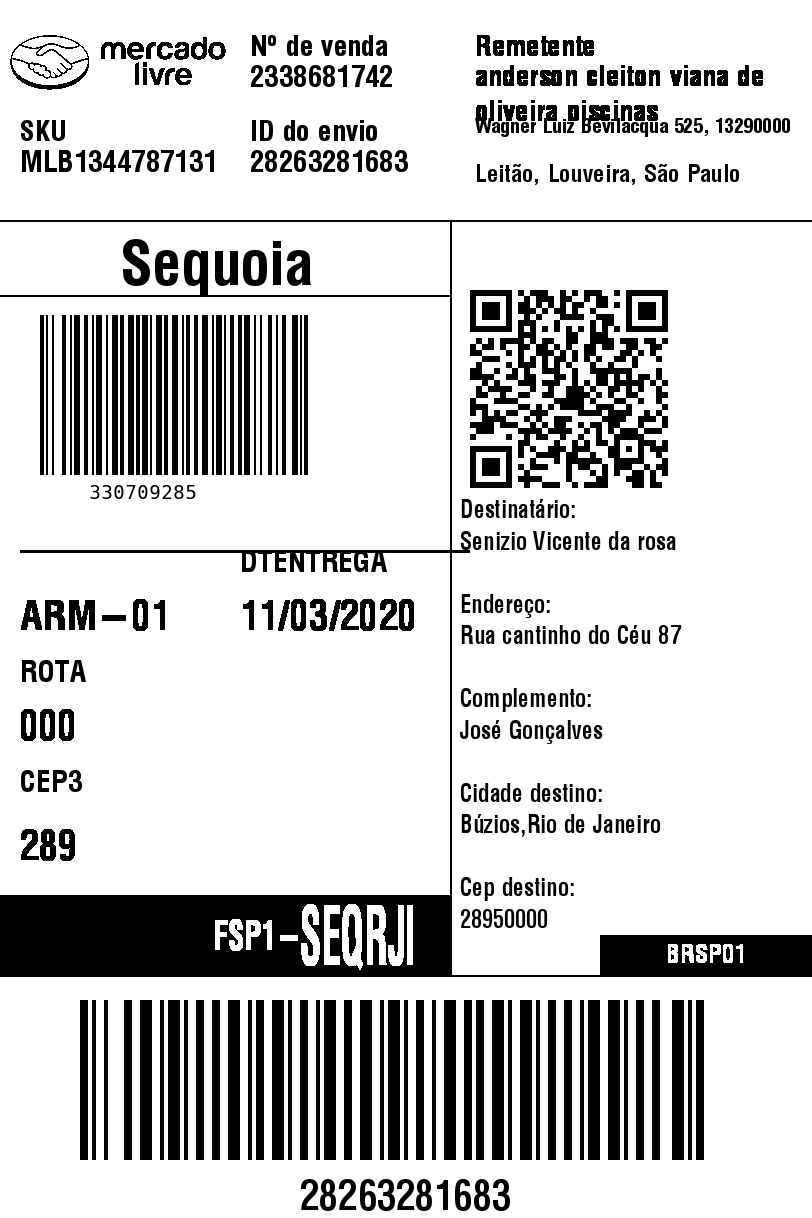 mercado
livre
Nº de venda
2338681742
SKU
MLB1344787131
ID do envio
28263281683
Remetente
anderson cleiton viana de
oliveira piscinas
Wagner Luiz Bevilacqua 525, 13290000
Leitão, Louveira, São Paulo
Sequoia
330709285
DTENTREGA
ARM-01 11/03/2020
ROTA
000
CEP3
289
FSP1-SEQRJI
Destinatário:
Senizio Vicente da rosa
Endereço:
Rua cantinho do Céu 87
Complemento:
José Gonçalves
Cidade destino:
Búzios,Rio de Janeiro
Cep destino:
28950000
BRSP01
28263281683